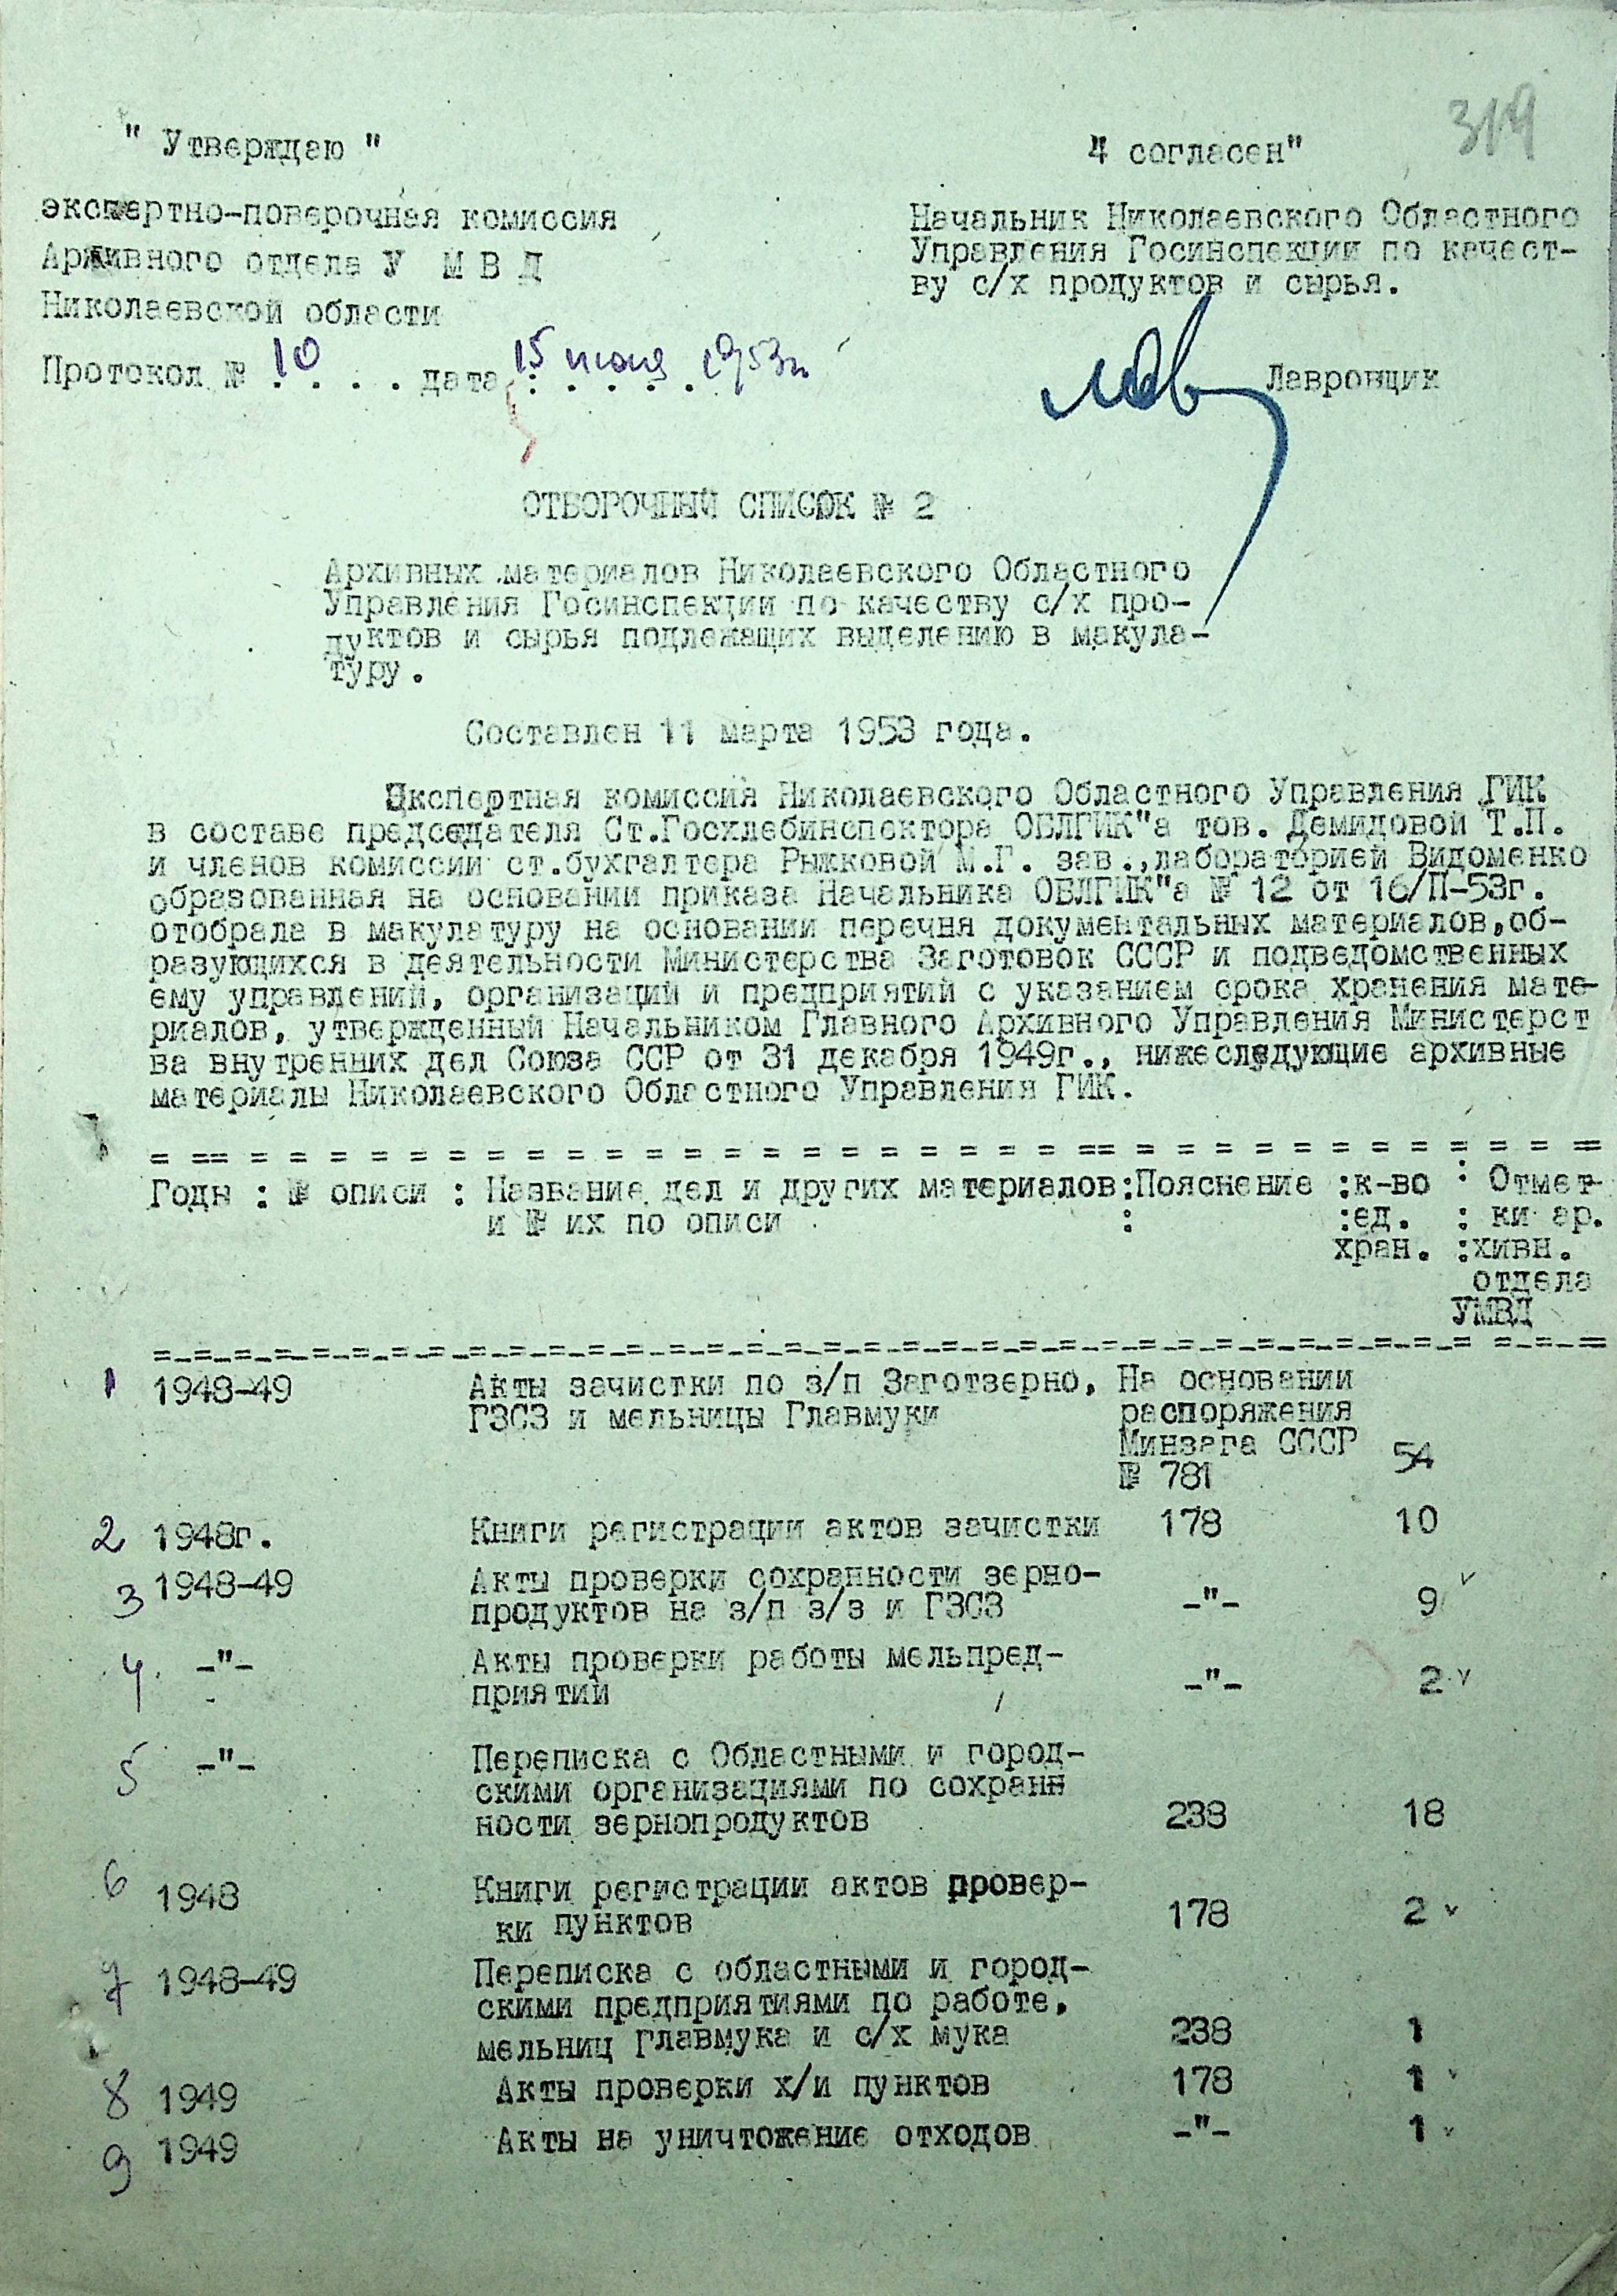 319
" Утверждаю "
экспертно-поверочная комиссия
Архивного отдела У М В Д
Николаевской области
Протокол № 10 . . . . дата 15 июня 1953г.
" согласен"
Начальник Николаевского Областного
Управления Госинспекции по качест-
ву с/х продуктов и сырья.
Лавровщик
ОТБОРОЧНЫЙ СПИСОК № 2
Архивных материалов Николаевского Областного
Управления Госинспекции по качеству с/х про-
дуктов и сырья подлежащих выделению в макула-
туру.
Составлен 11 марта 1953 года.
Экспертная комиссия Николаевского Областного Управления ГИК
в составе председателя Ст.Госхлебинспектора ОБЛГИК"а тов. Демидовой Т.П.
и членов комиссии ст.бухгалтера Рыжковой М.Г. зав.,лабораторией Видоменко
образованная на основании приказа Начальника ОБЛГИК"а № 12 от 16/П-53г.
отобрала в макулатуру на основании перечня документальных материалов,об-
разующихся в деятельности Министерства Заготовок СССР и подведомственных
ему управлений, организаций и предприятий с указанием срока хранения мате-
риалов, утвержденный Начальником Главного Архивного Управления Министерст
ва внутренних дел Союза ССР от 31 декабря 1949г., нижеследующие архивные
материалы Николаевского Областного Управления ГИК.
Годы : № описи : Название дел и других материалов:Пояснение :к-во : Отмет-
и № их по описи : :ед. : ки ар.
хран. :хивн.
отдела
УМВД
1 1948-49 Акты зачистки по з/п Заготзерно, На основании
ГЗСЗ и мельницы Главмуки распоряжения
Минзага СССР 54
№ 781
2 1948г. Книги регистрации актов зачистки 178 10
3 1948-49 Акты проверки сохранности зерно-
продуктов на з/п з/з и ГЗСЗ -"- 9
4. -"- Акты проверки работы мельпред-
приятий -"- 2
5 -"- Переписка с Областными и город-
скими организациями по сохранн
ности зернопродуктов 238 18
6 1948 Книги регистрации актов провер-
ки пунктов 178 2
7 1948-49 Переписка с областными и город-
скими предприятиями по работе,
мельниц Главмука и с/х мука 238 1
8 1949 Акты проверки х/и пунктов 178 1
9 1949 Акты на уничтожение отходов -"- 1